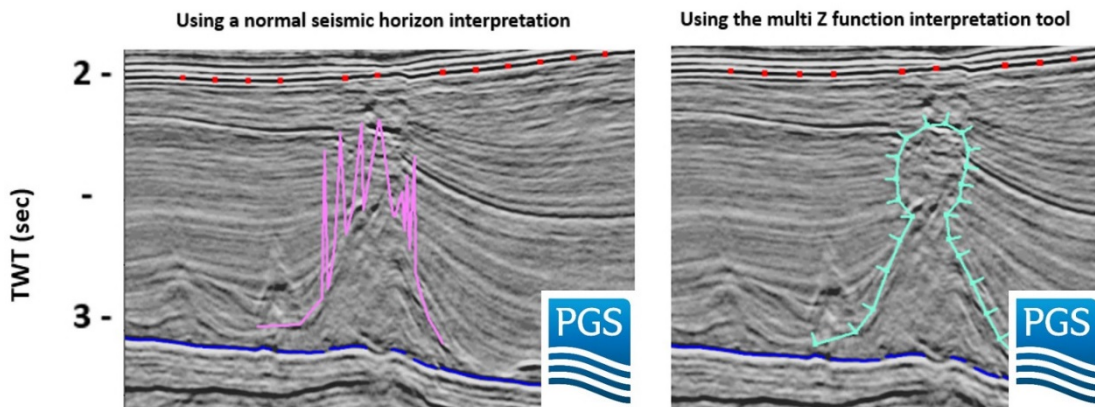 Using a normal seismic horizon interpretation
Using the multi Z function interpretation tool
2 -
-
TWT (sec)
3 -
PGS
PGS